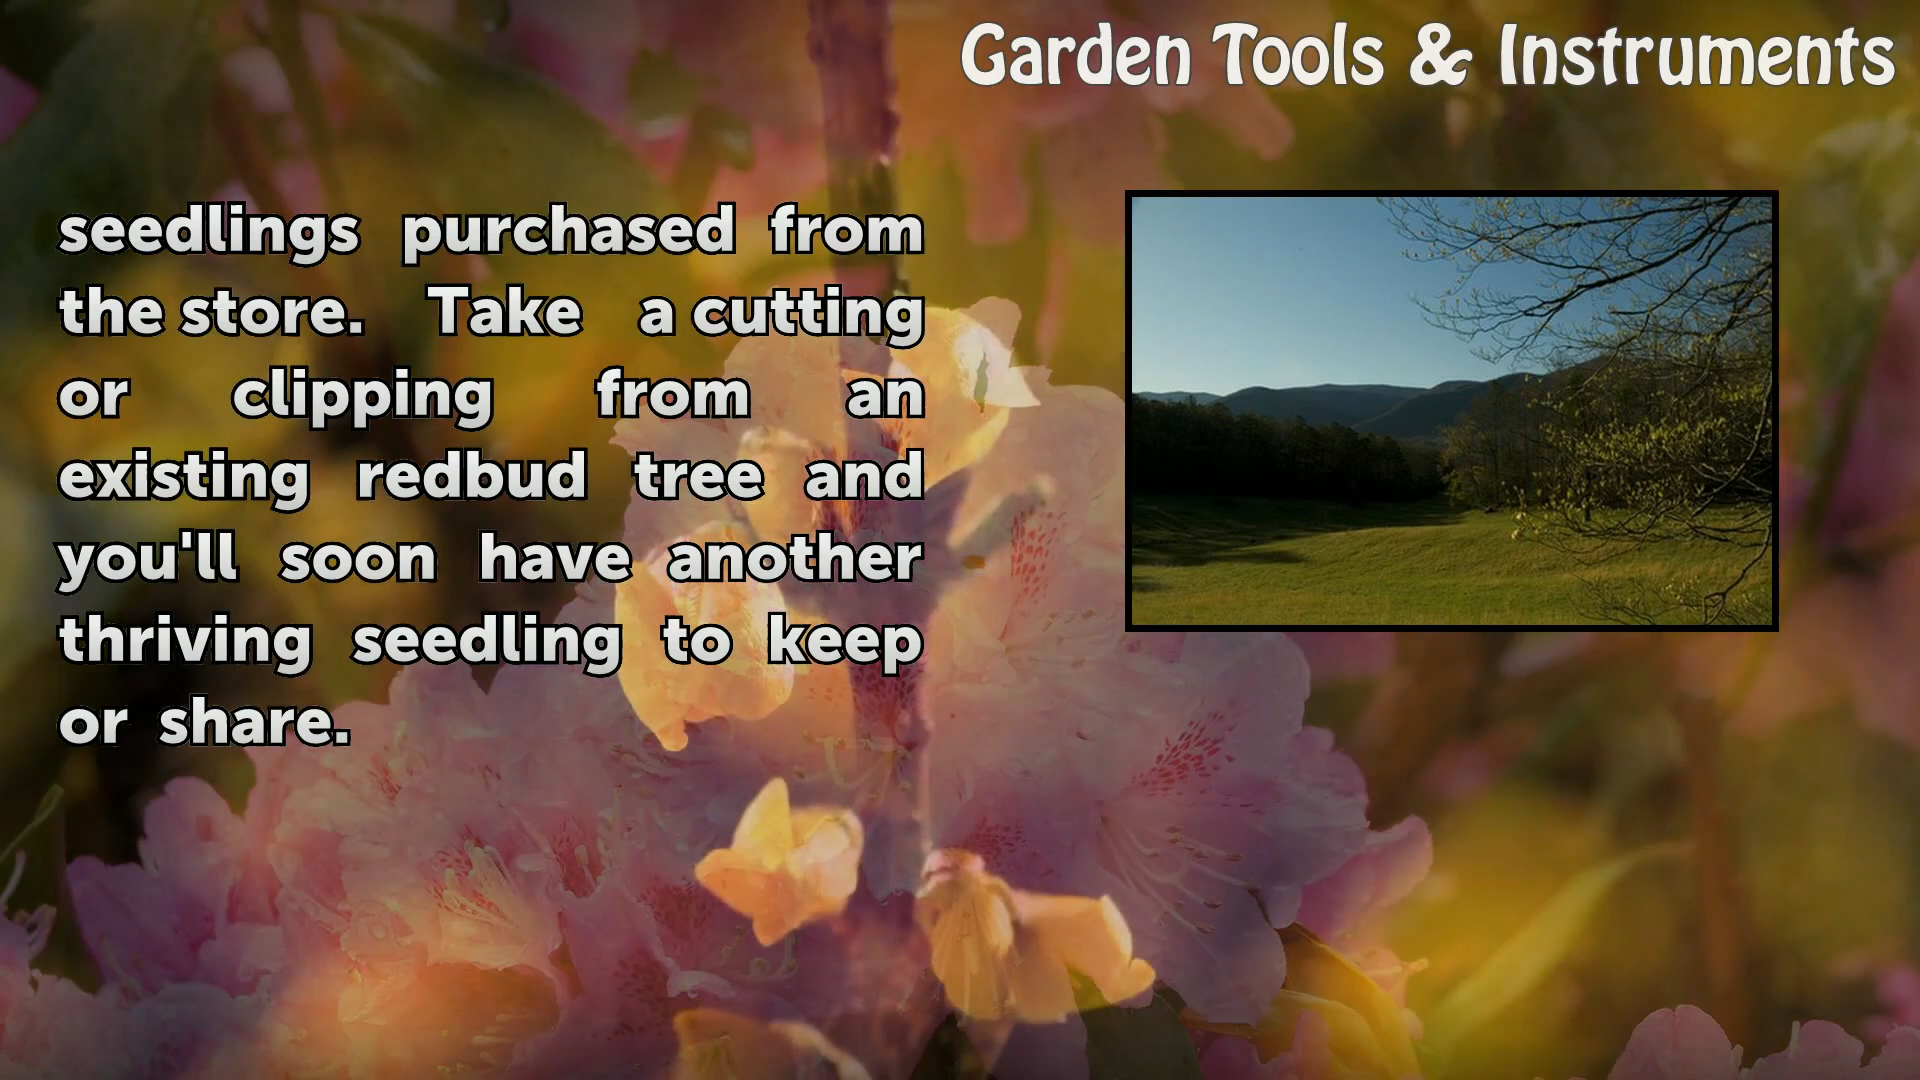 Garden Tools & Instruments
seedlings purchased from
the store. Take a cutting
or clipping from an
existing redbud tree and
you'll soon have another
thriving seedling to keep
or share.